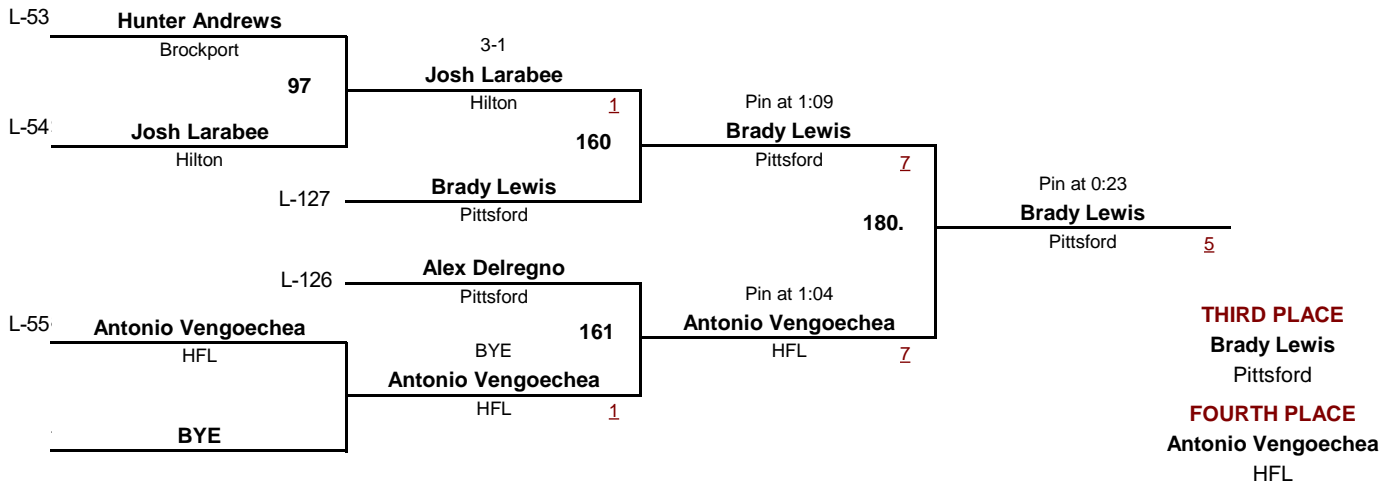 L-53
Hunter Andrews
Brockport
97
L-54
Josh Larabee
Hilton
3-1
Josh Larabee
Hilton
1
160
L-127
Brady Lewis
Pittsford
Pin at 1:09
Brady Lewis
Pittsford
7
180.
Pin at 0:23
Brady Lewis
Pittsford
5
L-126
Alex Delregno
Pittsford
161
L-55
Antonio Vengoechea
HFL
BYE
BYE
Antonio Vengoechea
HFL
1
Pin at 1:04
Antonio Vengoechea
HFL
7
THIRD PLACE
Brady Lewis
Pittsford
FOURTH PLACE
Antonio Vengoechea
HFL